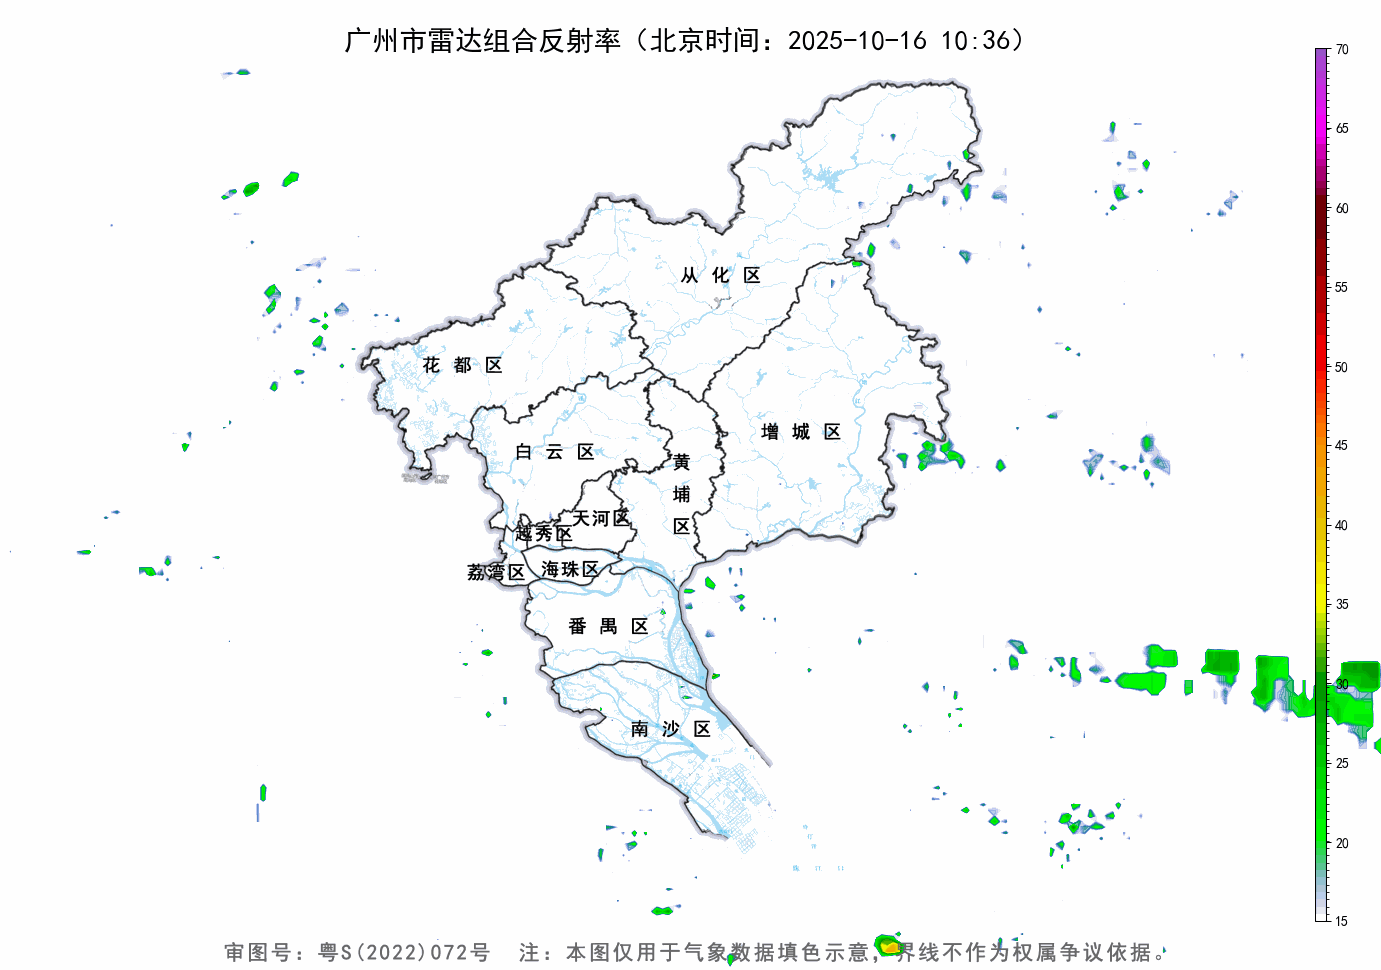 广州市雷达组合反射率（北京时间：2025-10-16 10:36）
70
65
60
55
50
45
40
35
30
25
20
15
从化区
花都区
增城区
白云区
黄埔区
天河区
越秀区
荔湾区
海珠区
番禺区
南沙区
审图号：粤S(2022)072号 注：本图仅用于气象数据填色示意，界线不作为权属争议依据。